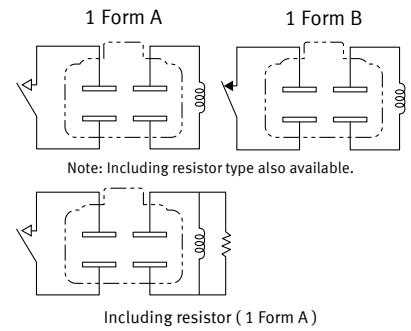 1 Form A
1 Form B
Note: Including resistor type also available.
Including resistor ( 1 Form A )